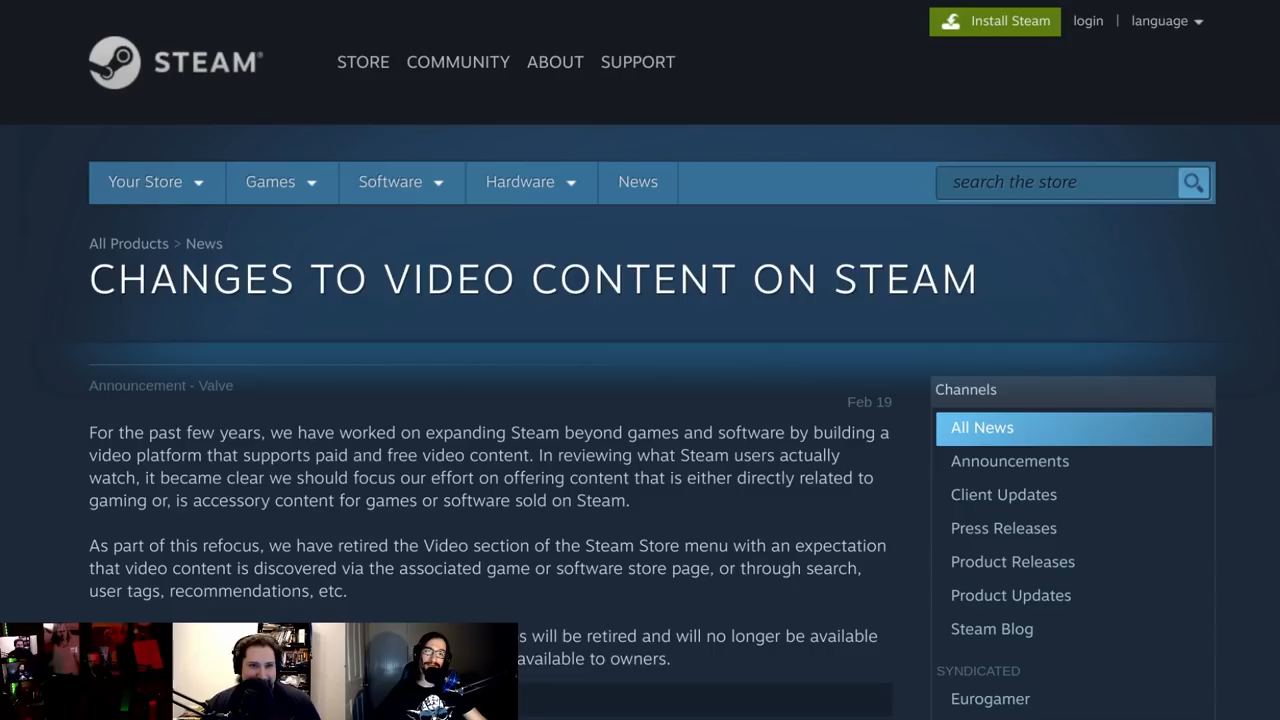 Install Steam
login | language
STEAM®
STORE COMMUNITY ABOUT SUPPORT
Your Store Games Software Hardware News
search the store
All Products > News
CHANGES TO VIDEO CONTENT ON STEAM
Announcement - Valve
Feb 19
For the past few years, we have worked on expanding Steam beyond games and software by building a
video platform that supports paid and free video content. In reviewing what Steam users actually
watch, it became clear we should focus our effort on offering content that is either directly related to
gaming or, is accessory content for games or software sold on Steam.
As part of this refocus, we have retired the Video section of the Steam Store menu with an expectation
that video content is discovered via the associated game or software store page, or through search,
user tags, recommendations, etc.
s will be retired and will no longer be available
available to owners.
Channels
All News
Announcements
Client Updates
Press Releases
Product Releases
Product Updates
Steam Blog
SYNDICATED
Eurogamer